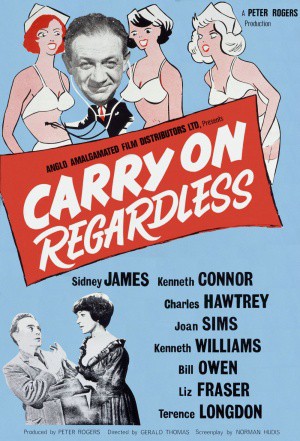 A PETER ROGERS
Production
ANGLO AMALGAMATED FILM DISTRIBUTORS LTD., Presents
CARRY ON
REGARDLESS
Sidney JAMES Kenneth CONNOR
Charles HAWTREY
Joan SIMS
Kenneth WILLIAMS
Bill OWEN
Liz FRASER
Terence LONGDON
Produced by PETER ROGERS Directed by GERALD THOMAS Screenplay by NORMAN HUDIS